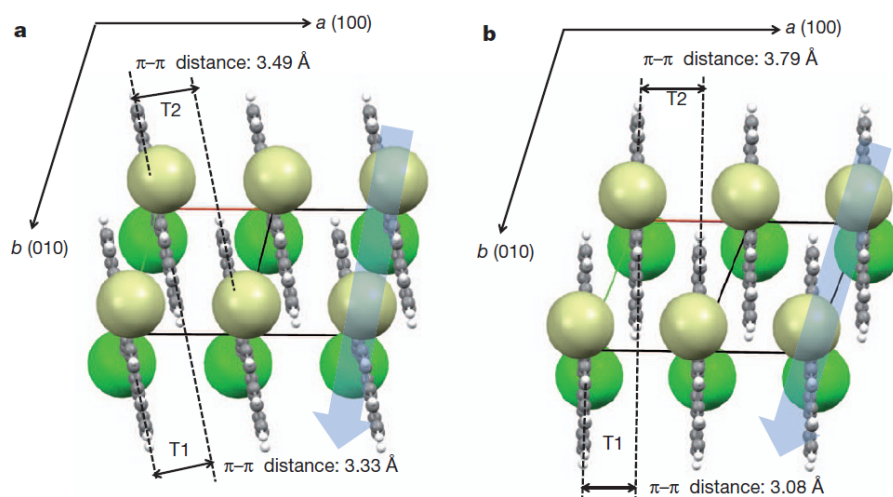 a
a (100)
π–π distance: 3.49 Å
T2
b (010)
T1
π–π distance: 3.33 Å
b
a (100)
π–π distance: 3.79 Å
T2
b (010)
T1
π–π distance: 3.08 Å